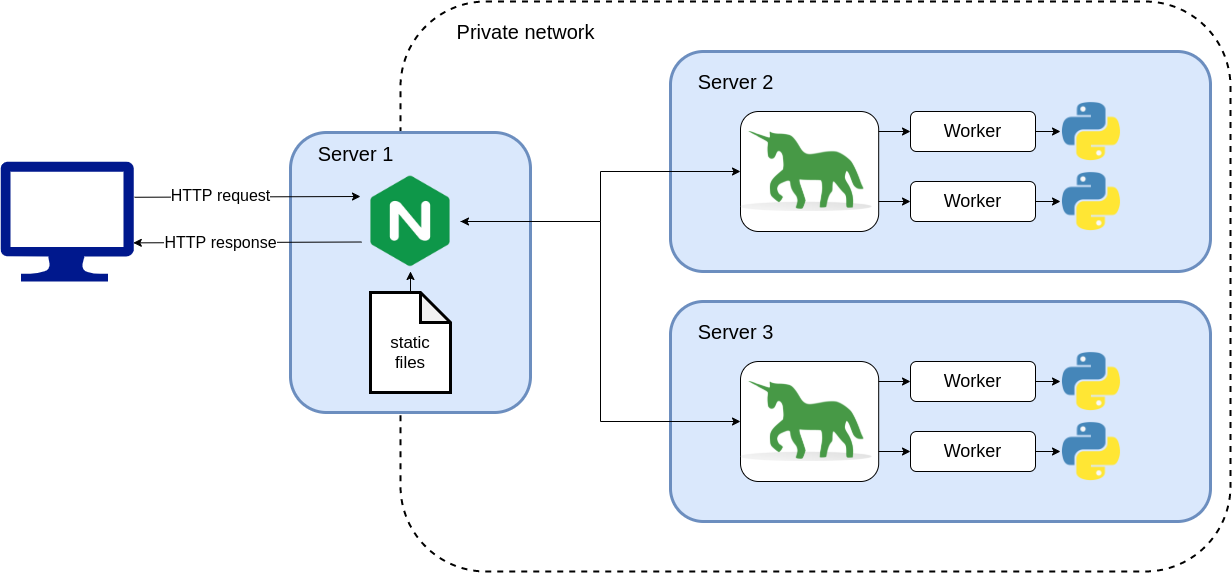 Private network
Server 2
Worker
Worker
Server 1
HTTP request
HTTP response
N
static
files
Server 3
Worker
Worker